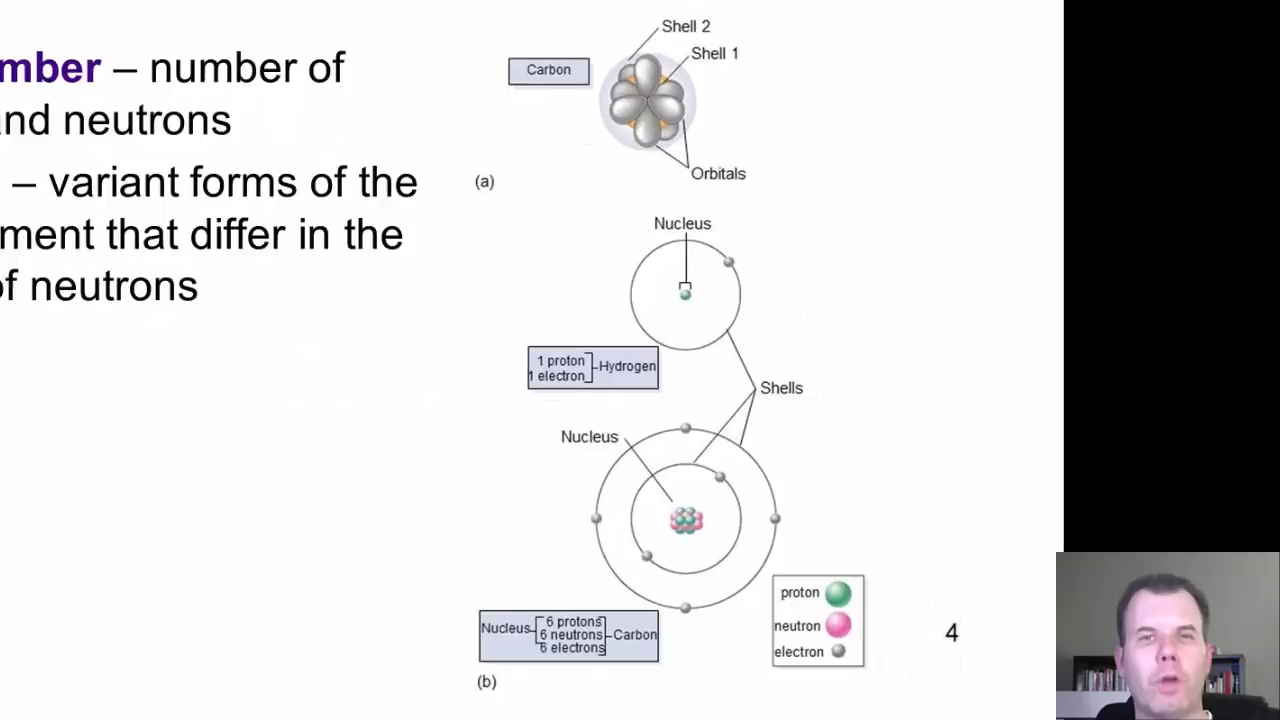 mber – number of
nd neutrons
– variant forms of the
ment that differ in the
of neutrons
Carbon
Shell 2
Shell 1
Orbitals
(a)
Nucleus
1 proton
1 electron
Hydrogen
Shells
Nucleus
Nucleus
6 protons
6 neutrons
6 electrons
Carbon
(b)
proton
neutron
electron
4